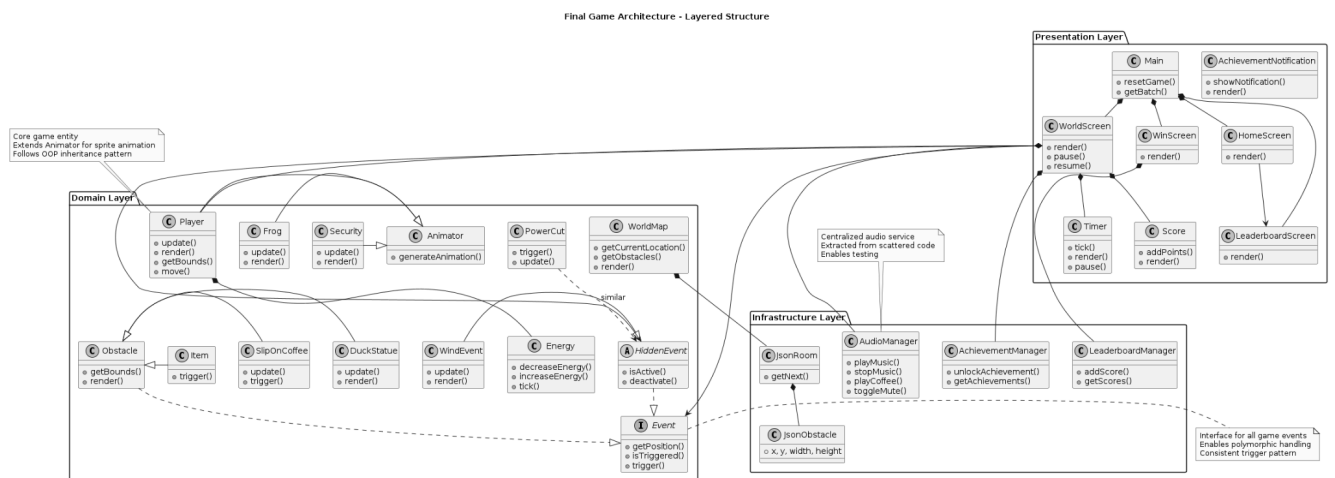 Final Game Architecture - Layered Structure
Presentation Layer
C Main
resetGame()
getBatch()
C AchievementNotification
showNotification()
render()
C WorldScreen
render()
pause()
resume()
C WinScreen
render()
C HomeScreen
render()
C Timer
tick()
render()
pause()
C Score
addPoints()
render()
C LeaderboardScreen
render()
Core game entity
Extends Animator for sprite animation
Follows OOP inheritance pattern
Domain Layer
C Player
update()
render()
getBounds()
move()
C Frog
update()
render()
C Security
update()
render()
C Animator
generateAnimation()
C PowerCut
trigger()
update()
C WorldMap
getCurrentLocation()
getObstacles()
render()
similar
C Obstacle
getBounds()
render()
C Item
trigger()
C SlipOnCoffee
update()
trigger()
C DuckStatue
update()
render()
C WindEvent
update()
render()
C Energy
decreaseEnergy()
increaseEnergy()
tick()
A HiddenEvent
isActive()
deactivate()
I Event
getPosition()
isTriggered()
trigger()
Centralized audio service
Extracted from scattered code
Enables testing
Infrastructure Layer
C JsonRoom
getNext()
C AudioManager
playMusic()
stopMusic()
playCoffee()
toggleMute()
C AchievementManager
unlockAchievement()
getAchievements()
C LeaderboardManager
addScore()
getScores()
C JsonObstacle
x, y, width, height
Interface for all game events
Enables polymorphic handling
Consistent trigger pattern